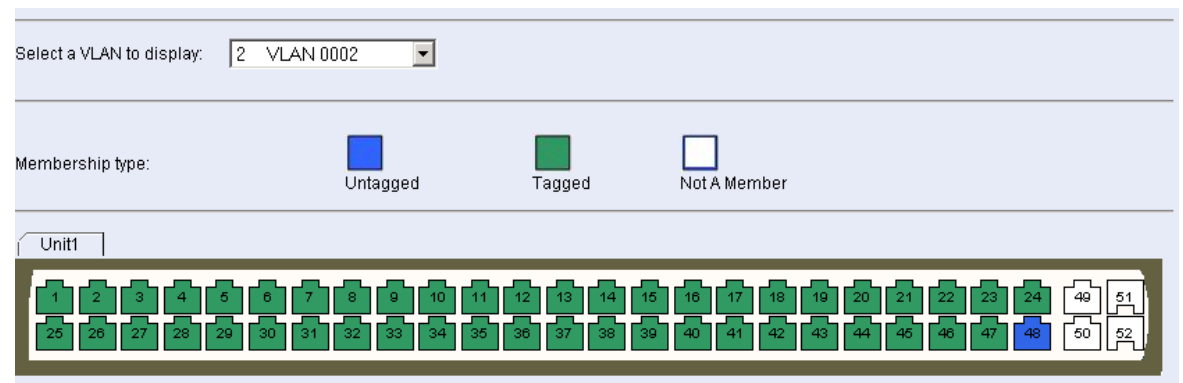 Select a VLAN to display: 2 VLAN 0002
Membership type:
Untagged Tagged Not A Member
Unit1
1 2 3 4 5 6 7 8 9 10 11 12 13 14 15 16 17 18 19 20 21 22 23 24 49 51
25 26 27 28 29 30 31 32 33 34 35 36 37 38 39 40 41 42 43 44 45 46 47 48 50 52